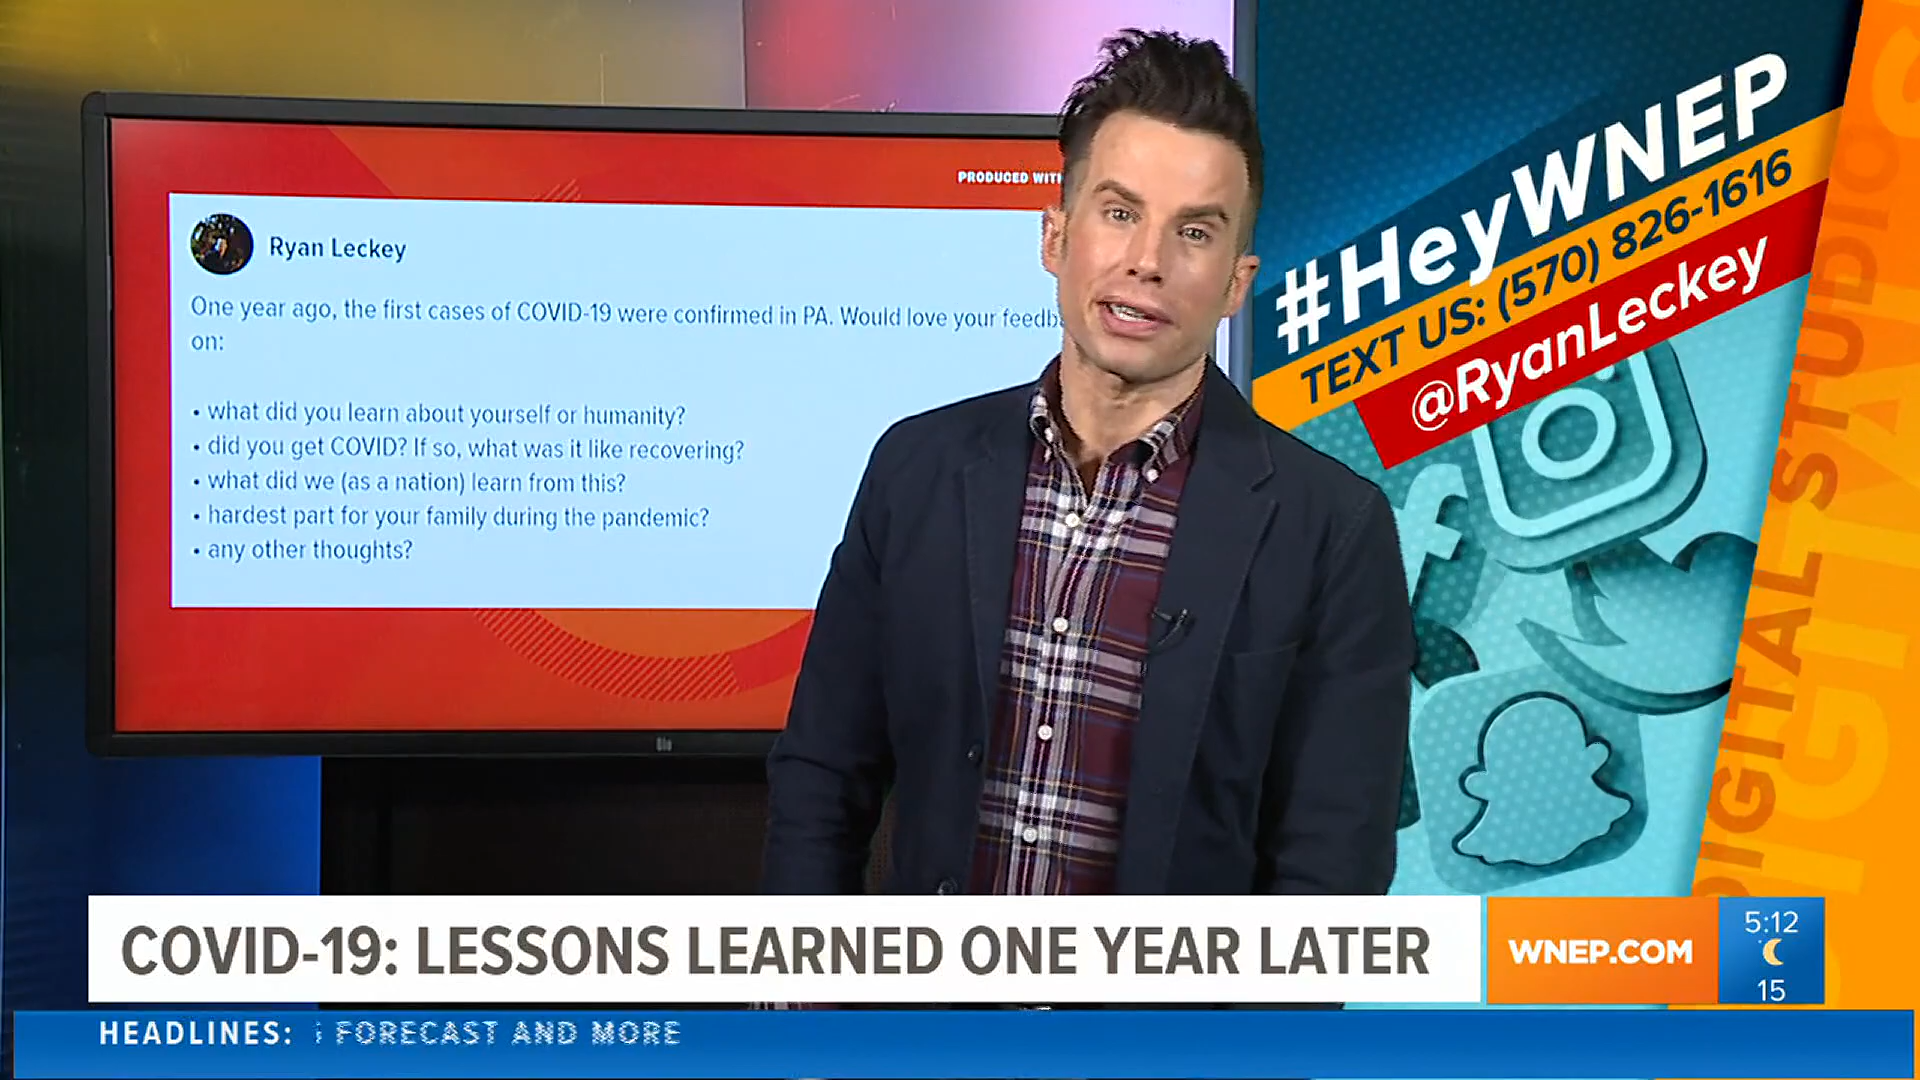 PRODUCED WITH
Ryan Leckey
One year ago, the first cases of COVID-19 were confirmed in PA. Would love your feedb
on:
• what did you learn about yourself or humanity?
• did you get COVID? If so, what was it like recovering?
• what did we (as a nation) learn from this?
• hardest part for your family during the pandemic?
• any other thoughts?
#HeyWNEP
TEXT US: (570) 826-1616
@RyanLeckey
DIGITAL STUDIO
COVID-19: LESSONS LEARNED ONE YEAR LATER
WNEP.COM
5:12
15
HEADLINES: FORECAST AND MORE